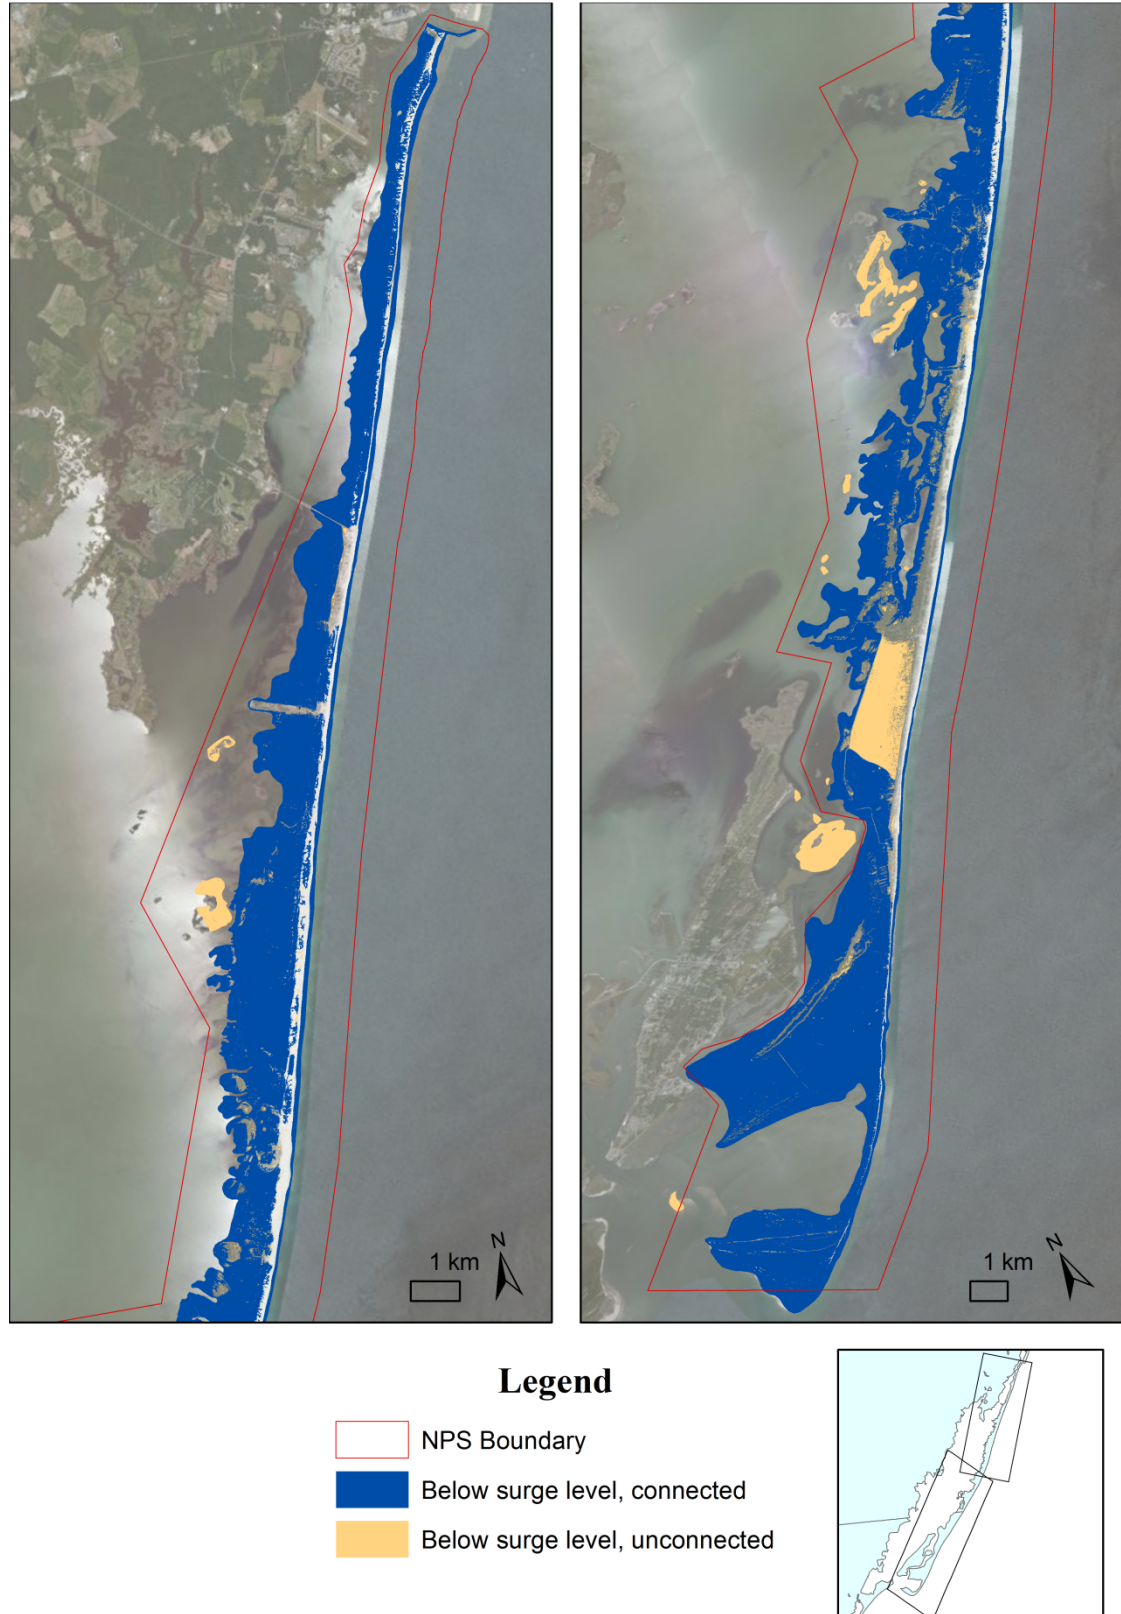 N
1 km
N
1 km
Legend
NPS Boundary
Below surge level, connected
Below surge level, unconnected